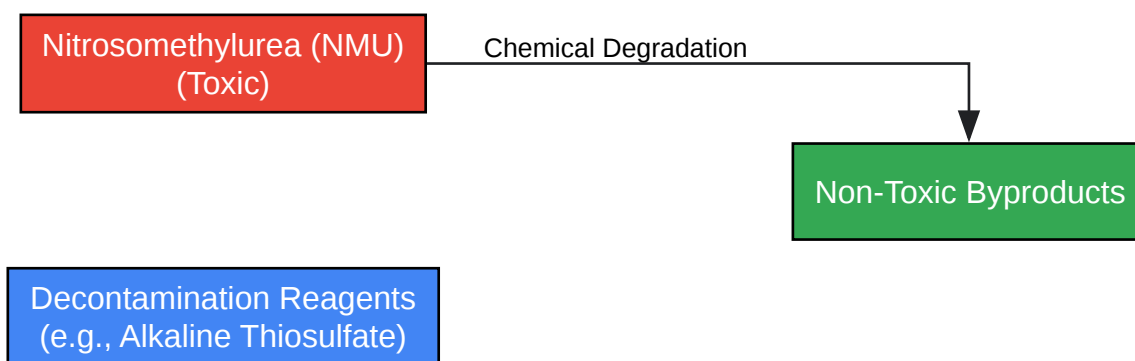 Nitrosomethylurea (NMU)
(Toxic)
Chemical Degradation
Non-Toxic Byproducts
Decontamination Reagents
(e.g., Alkaline Thiosulfate)